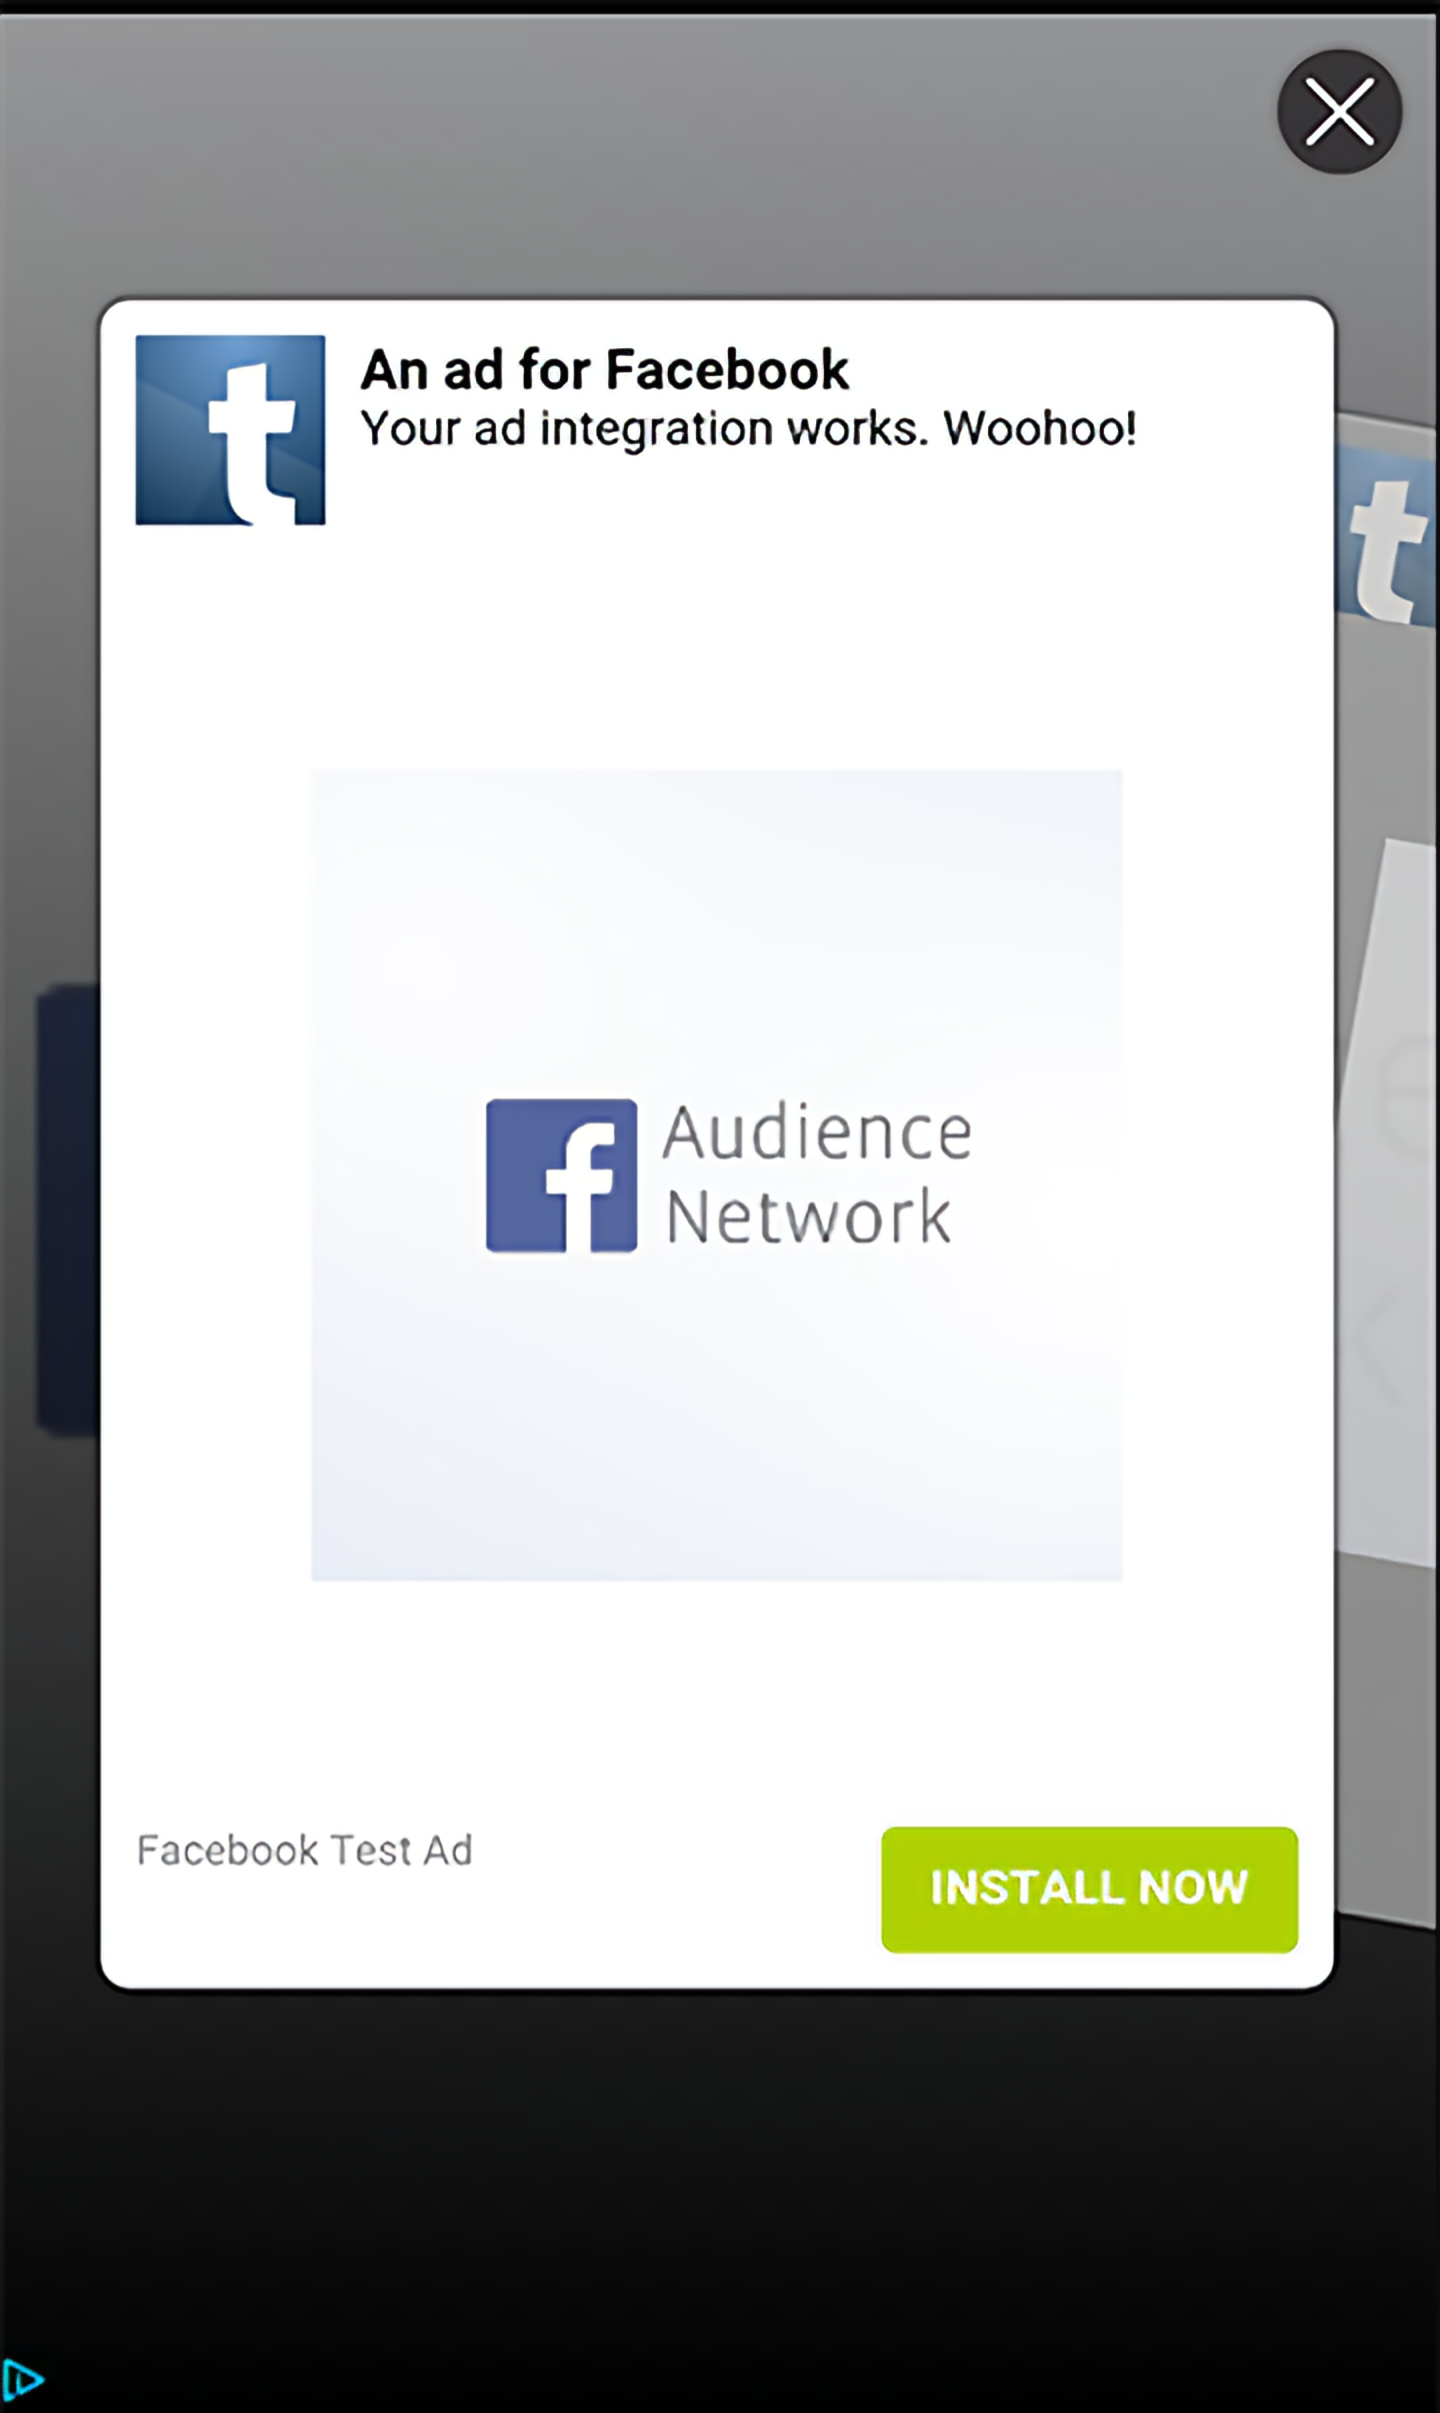 t
An ad for Facebook
Your ad integration works. Woohoo!
t
f
Audience
Network
e
k
Facebook Test Ad
INSTALL NOW